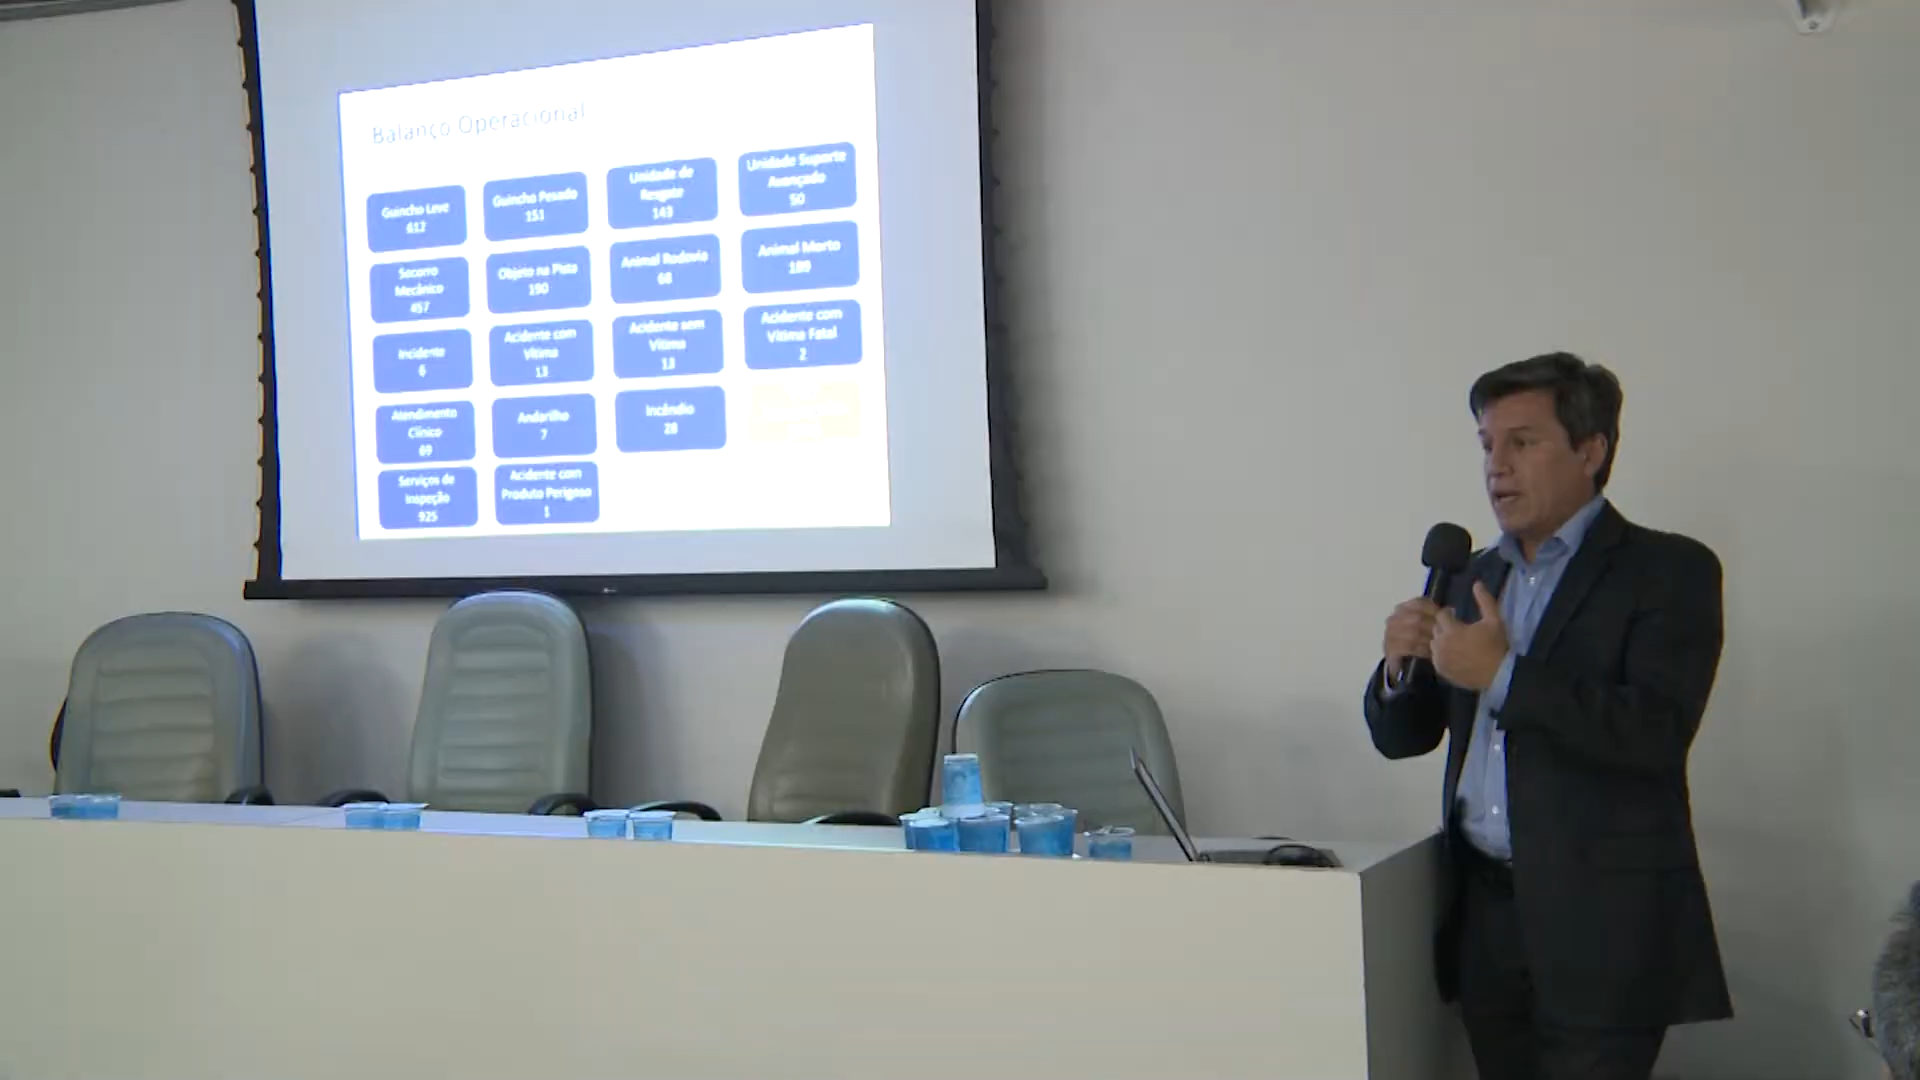 Balanço Operacional
Guincho Leve
612
Guincho Pesado
151
Unidade de
Resgate
143
Unidade Suporte
Avançado
50
Socorro
Mecânico
457
Objeto na Pista
190
Animal Rodovia
68
Animal Morto
189
Incidente
6
Acidente com
Vítima
13
Acidente sem
Vítima
13
Acidente com
Vítima Fatal
2
Atendimento
Clínico
69
Andarilho
7
Incêndio
28
Serviços de
Inspeção
925
Acidente com
Produto Perigoso
1